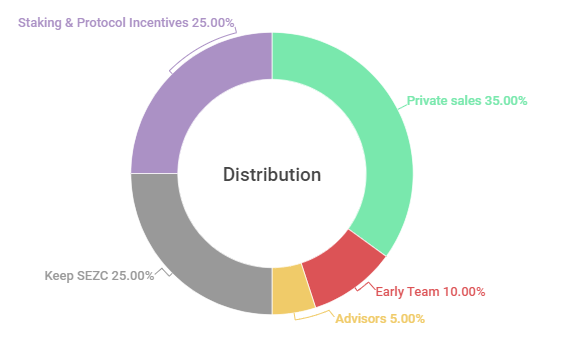 Staking & Protocol Incentives 25.00%
Private sales 35.00%
Distribution
Keep SEZC 25.00%
Early Team 10.00%
Advisors 5.00%